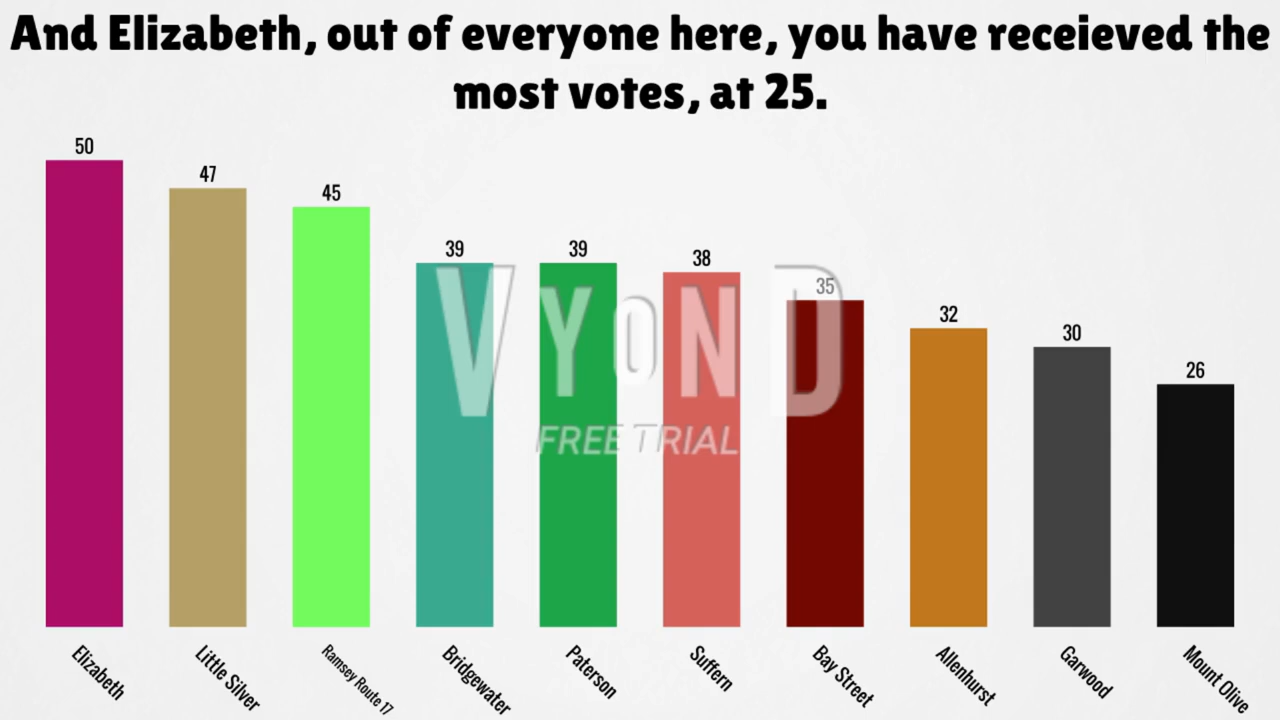 And Elizabeth, out of everyone here, you have receieved the
most votes, at 25.
50
47
45
39
39
38
35
32
30
26
VYOND
FREE TRIAL
Elizabeth
Little Silver
Ramsey Route 17
Bridgewater
Paterson
Suffern
Bay Street
Allenhurst
Garwood
Mount Olive